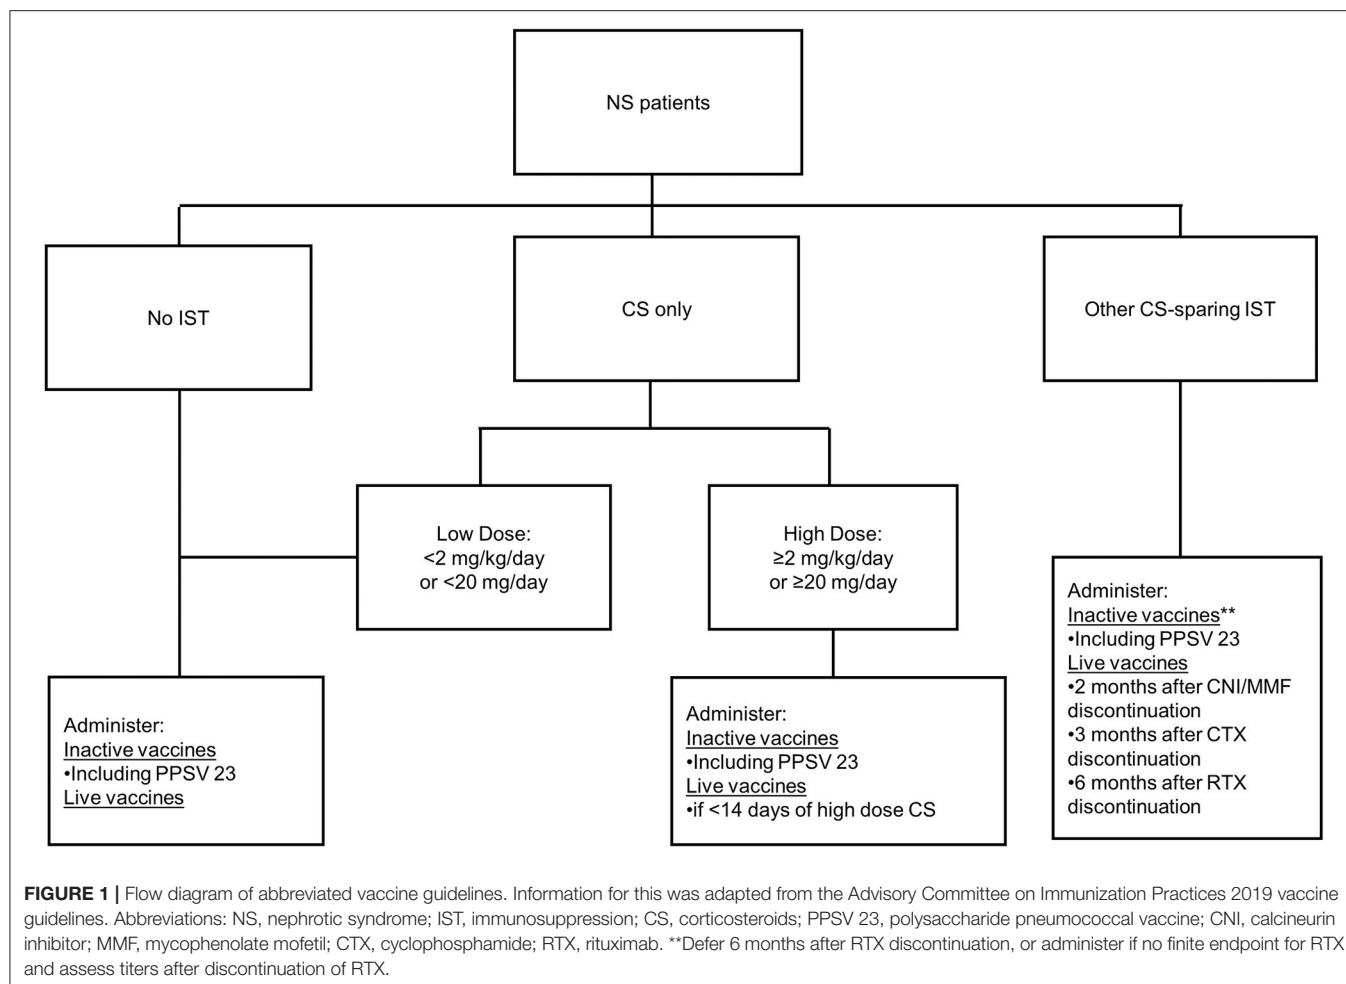 NS patients
No IST
CS only
Other CS-sparing IST
Low Dose:
<2 mg/kg/day
or <20 mg/day
High Dose:
≥2 mg/kg/day
or ≥20 mg/day
Administer:
Inactive vaccines
•Including PPSV 23
Live vaccines
Administer:
Inactive vaccines
•Including PPSV 23
Live vaccines
•if <14 days of high dose CS
Administer:
Inactive vaccines**
•Including PPSV 23
Live vaccines
•2 months after CNI/MMF
discontinuation
•3 months after CTX
discontinuation
•6 months after RTX
discontinuation
FIGURE 1 | Flow diagram of abbreviated vaccine guidelines. Information for this was adapted from the Advisory Committee on Immunization Practices 2019 vaccine
guidelines. Abbreviations: NS, nephrotic syndrome; IST, immunosuppression; CS, corticosteroids; PPSV 23, polysaccharide pneumococcal vaccine; CNI, calcineurin
inhibitor; MMF, mycophenolate mofetil; CTX, cyclophosphamide; RTX, rituximab. **Defer 6 months after RTX discontinuation, or administer if no finite endpoint for RTX
and assess titers after discontinuation of RTX.